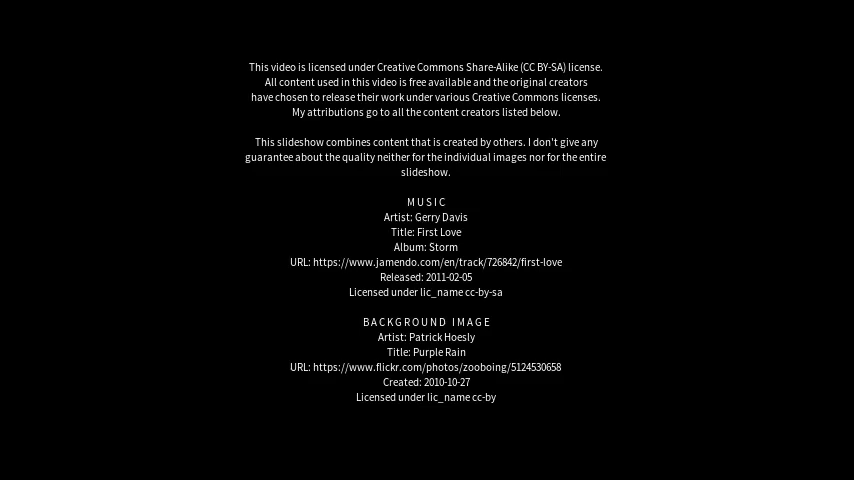 This video is licensed under Creative Commons Share-Alike (CC BY-SA) license.
All content used in this video is free available and the original creators
have chosen to release their work under various Creative Commons licenses.
My attributions go to all the content creators listed below.
This slideshow combines content that is created by others. I don't give any
guarantee about the quality neither for the individual images nor for the entire
slideshow.
MUSIC
Artist: Gerry Davis
Title: First Love
Album: Storm
URL: https://www.jamendo.com/en/track/726842/first-love
Released: 2011-02-05
Licensed under lic_name cc-by-sa
BACKGROUND IMAGE
Artist: Patrick Hoesly
Title: Purple Rain
URL: https://www.flickr.com/photos/zooboing/5124530658
Created: 2010-10-27
Licensed under lic_name cc-by